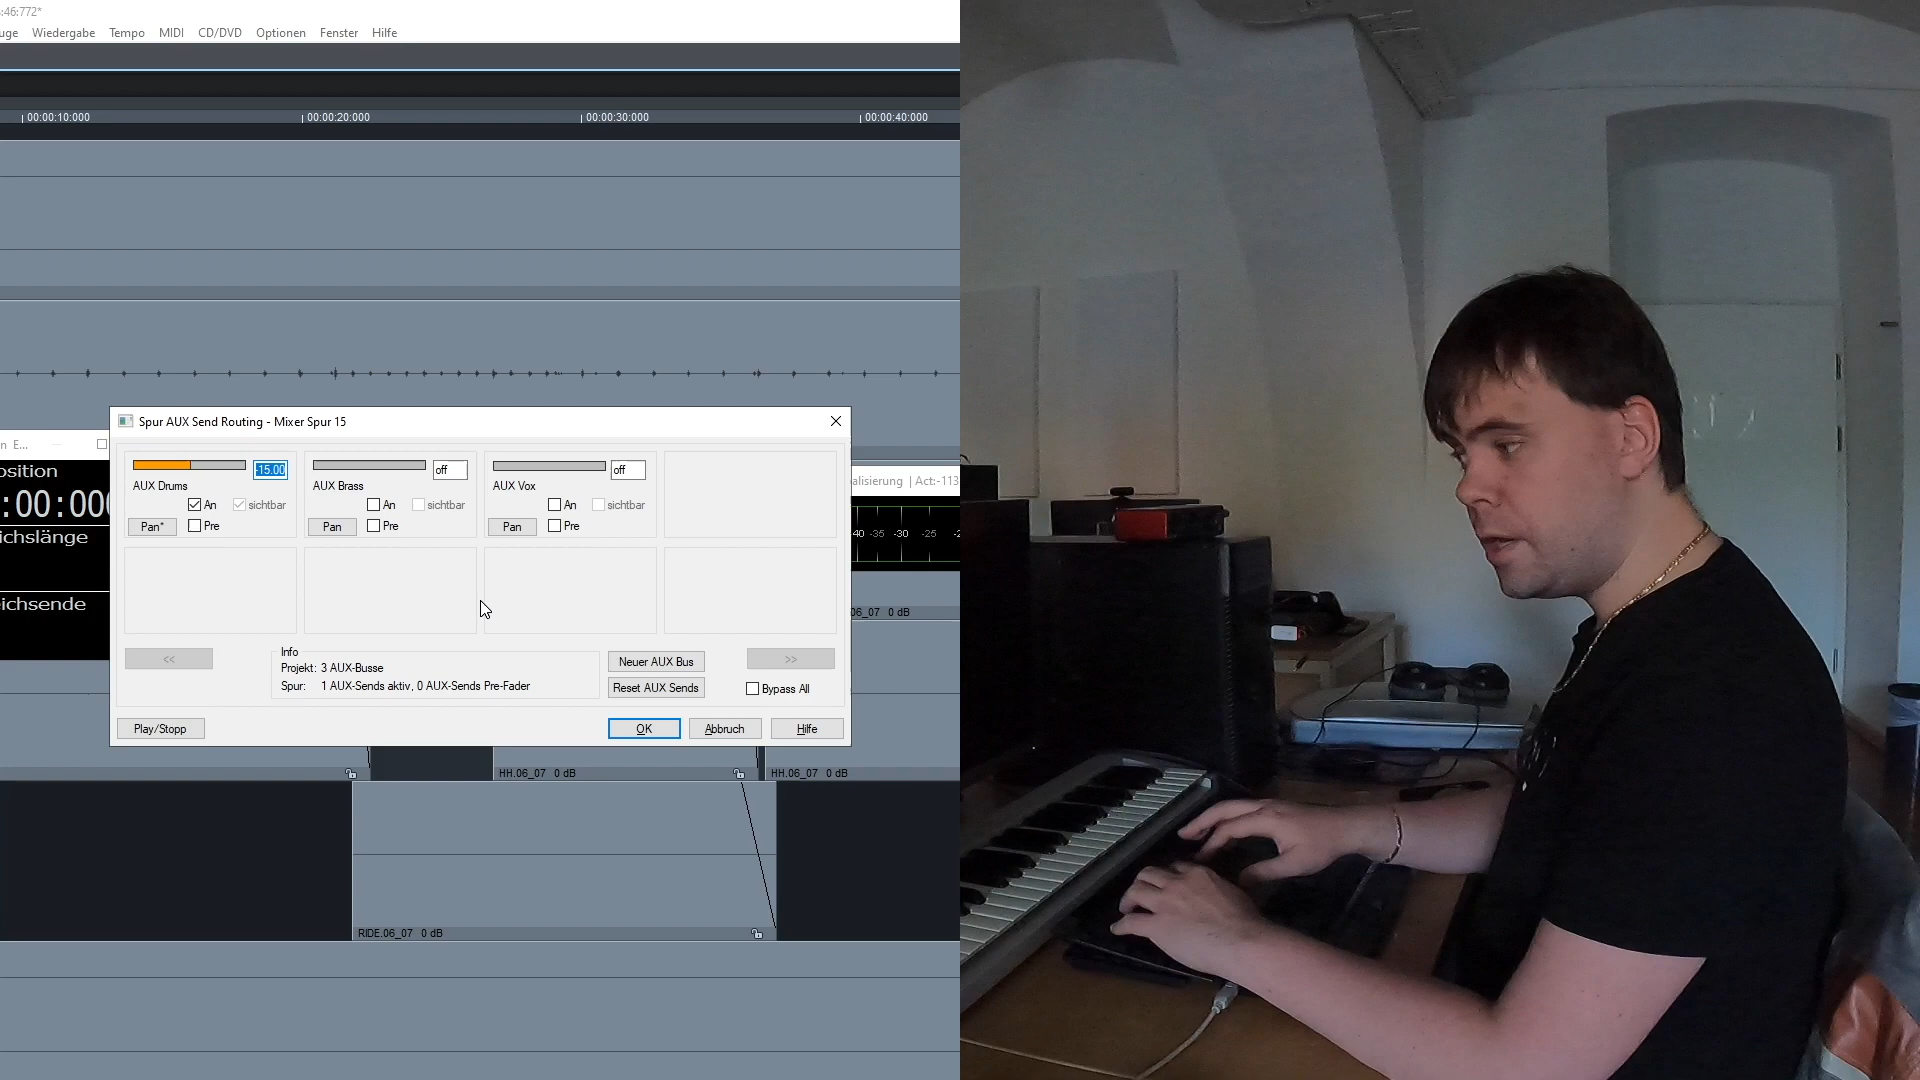 :46:772*
uge Wiedergabe Tempo MIDI CD/DVD Optionen Fenster Hilfe
00:00:10:000 00:00:20:000 00:00:30:000 00:00:40:000
Spur AUX Send Routing - Mixer Spur 15
n E...
osition
:00:000
ichslänge
eichsende
-15.00 off off
AUX Drums AUX Brass AUX Vox
An sichtbar An sichtbar An sichtbar
Pan* Pre Pan Pre Pan Pre
alisierung | Act:-113
40 -35 -30 -25 -2
06_07 0 dB
<< >>
Info
Projekt: 3 AUX-Busse
Spur: 1 AUX-Sends aktiv, 0 AUX-Sends Pre-Fader
Neuer AUX Bus
Reset AUX Sends
Bypass All
Play/Stopp OK Abbruch Hilfe
HH.06_07 0 dB HH.06_07 0 dB
RIDE.06_07 0 dB